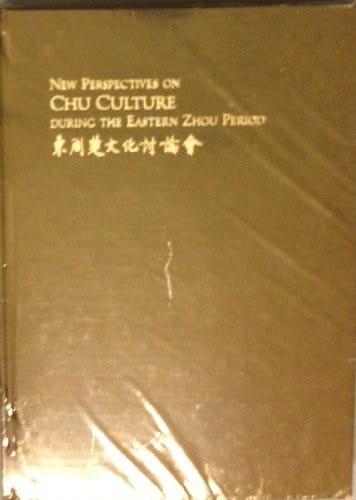 New Perspectives on
Chu Culture
during the Eastern Zhou Period
東周楚文化討論會